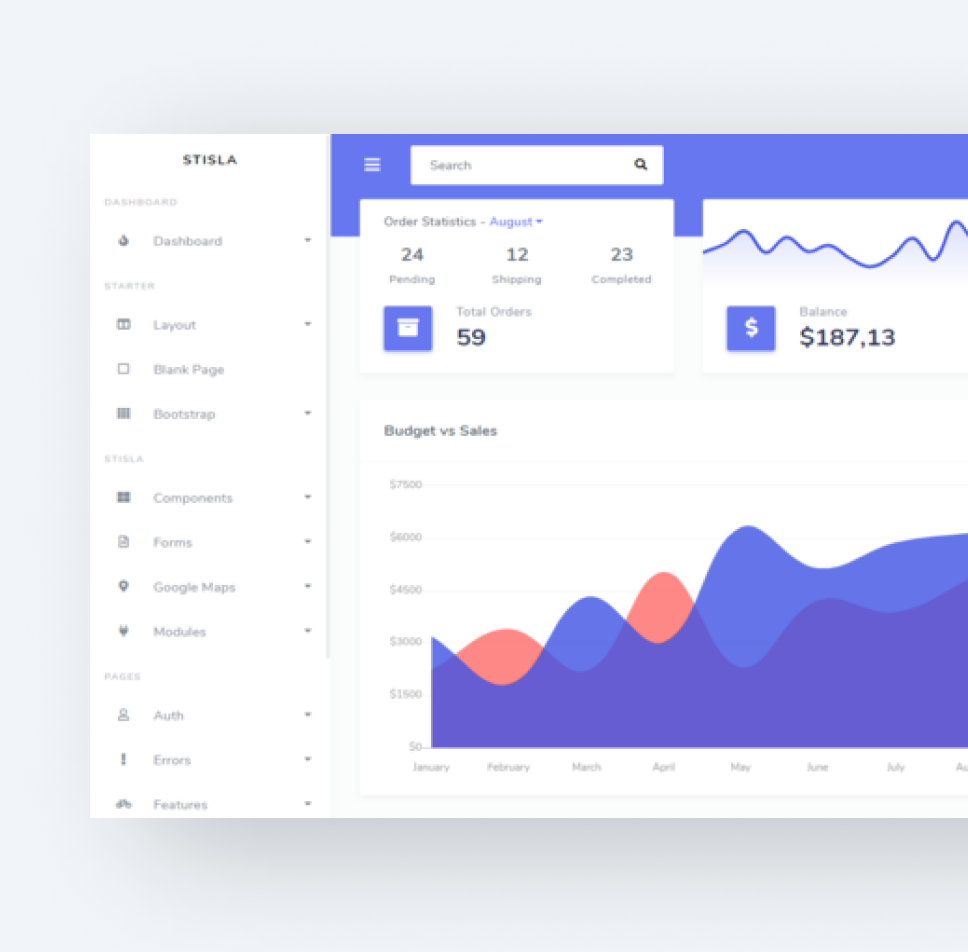 STISLA
DASHBOARD
Dashboard
STARTER
Layout
Blank Page
Bootstrap
STISLA
Components
Forms
Google Maps
Modules
PAGES
Auth
Errors
Features
Search
Order Statistics - August
24 12 23
Pending Shipping Completed
Total Orders
59
Balance
$187,13
Budget vs Sales
$7500
$6000
$4500
$3000
$1500
$0
January February March April May June July Au